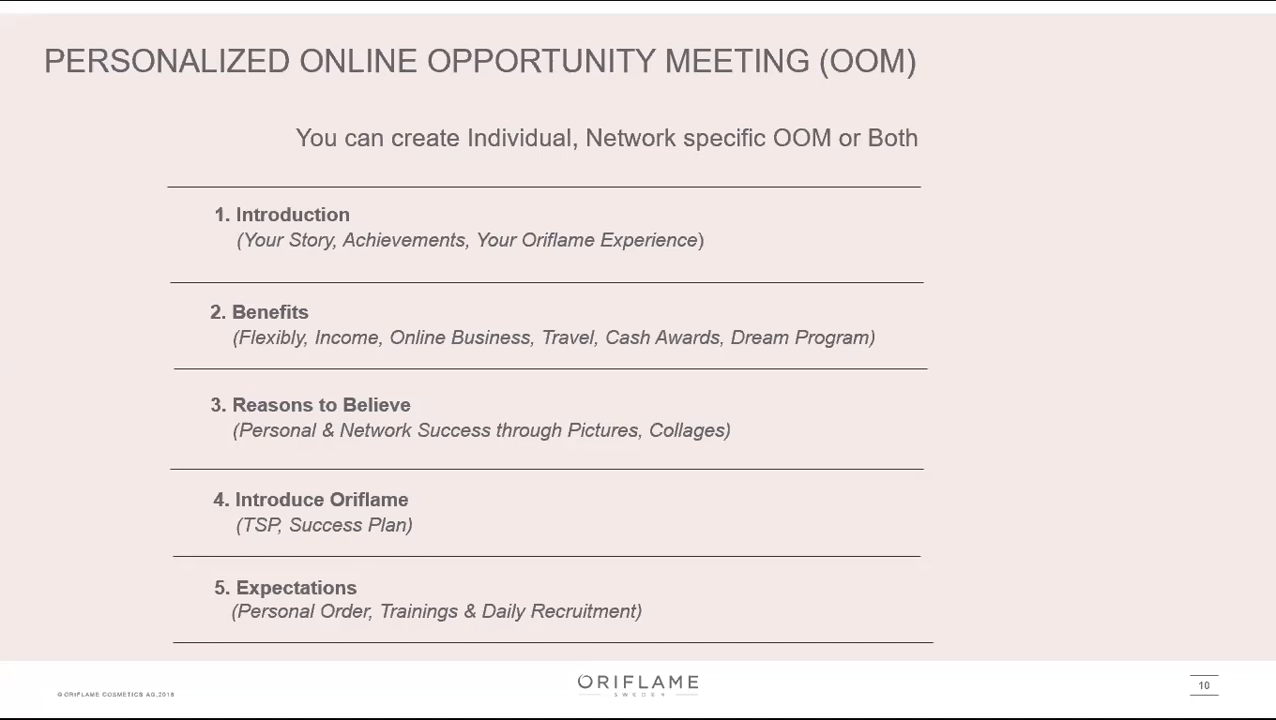 PERSONALIZED ONLINE OPPORTUNITY MEETING (OOM)
You can create Individual, Network specific OOM or Both
1. Introduction
(Your Story, Achievements, Your Oriflame Experience)
2. Benefits
(Flexibly, Income, Online Business, Travel, Cash Awards, Dream Program)
3. Reasons to Believe
(Personal & Network Success through Pictures, Collages)
4. Introduce Oriflame
(TSP, Success Plan)
5. Expectations
(Personal Order, Trainings & Daily Recruitment)
© ORIFLAME COSMETICS AG,2018
ORIFLAME
SWEDEN
10